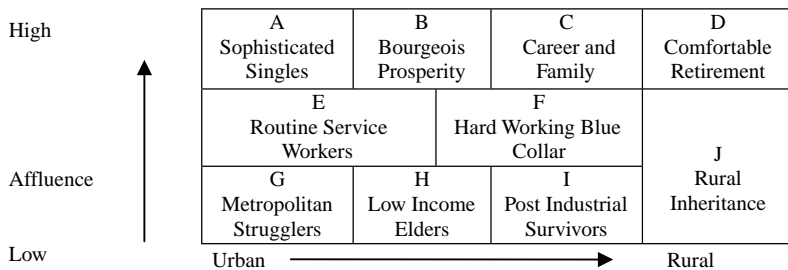 High
A
Sophisticated
Singles
B
Bourgeois
Prosperity
C
Career and
Family
D
Comfortable
Retirement
E
Routine Service
Workers
F
Hard Working Blue
Collar
J
Rural
Inheritance
Affluence
G
Metropolitan
Strugglers
H
Low Income
Elders
I
Post Industrial
Survivors
Low
Urban
Rural